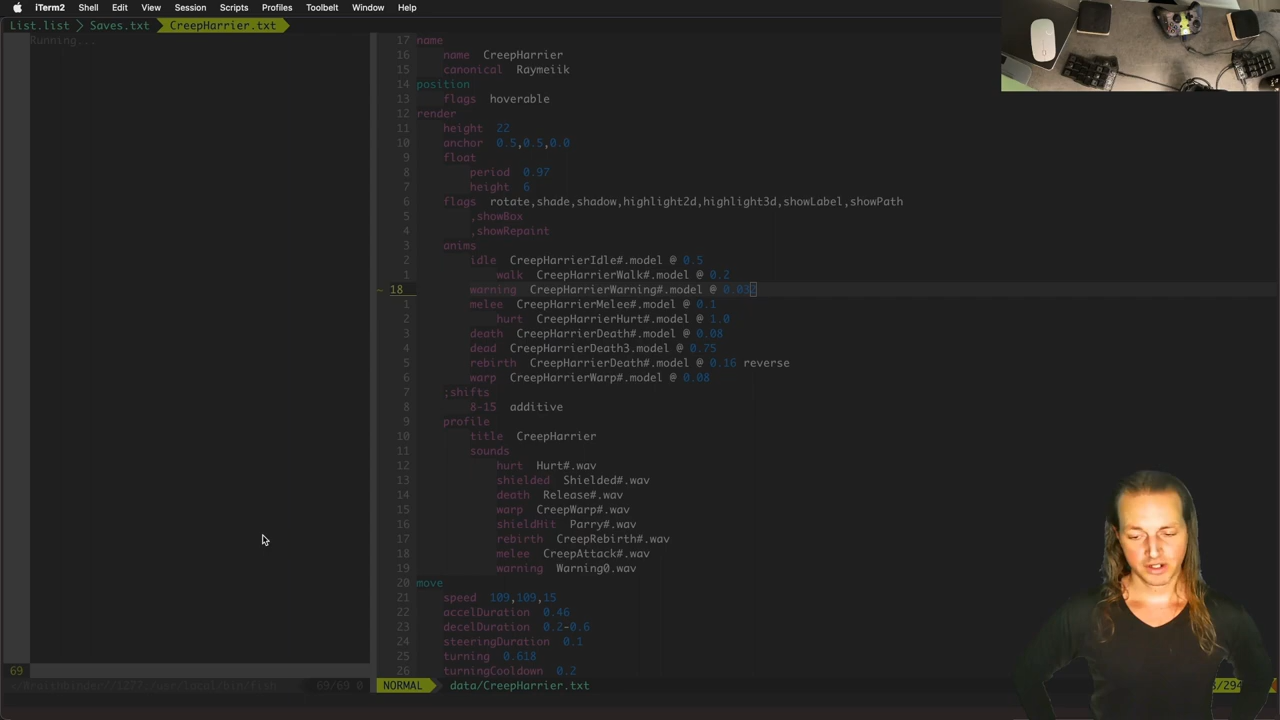 iTerm2 Shell Edit View Session Scripts Profiles Toolbelt Window Help
List.list Saves.txt CreepHarrier.txt
Running...
17 name
16 name CreepHarrier
15 canonical Raymeiik
14 position
13 flags hoverable
12 render
11 height 22
10 anchor 0.5,0.5,0.0
9 float
8 period 0.97
7 height 6
6 flags rotate,shade,shadow,highlight2d,highlight3d,showLabel,showPath
5 ,showBox
4 ,showRepaint
3 anims
2 idle CreepHarrierIdle#.model @ 0.5
1 walk CreepHarrierWalk#.model @ 0.2
~ 18 warning CreepHarrierWarning#.model @
1 melee CreepHarrierMelee#.model @ 0.1
2 hurt CreepHarrierHurt#.model @ 1.0
3 death CreepHarrierDeath#.model @ 0.08
4 dead CreepHarrierDeath3.model @ 0.75
5 rebirth CreepHarrierDeath#.model @ 0.16 reverse
6 warp CreepHarrierWarp#.model @ 0.08
7 ;shifts
8 8-15 additive
9 profile
10 title CreepHarrier
11 sounds
12 hurt Hurt#.wav
13 shielded Shielded#.wav
14 death Release#.wav
15 warp CreepWarp#.wav
16 shieldHit Parry#.wav
17 rebirth CreepRebirth#.wav
18 melee CreepAttack#.wav
19 warning Warning0.wav
20 move
21 speed 109,109,15
22 accelDuration 0.46
23 decelDuration 0.2-0.6
24 steeringDuration 0.1
25 turning 0.618
26 turningCooldown 0.2
69
69/69 0
NORMAL data/CreepHarrier.txt